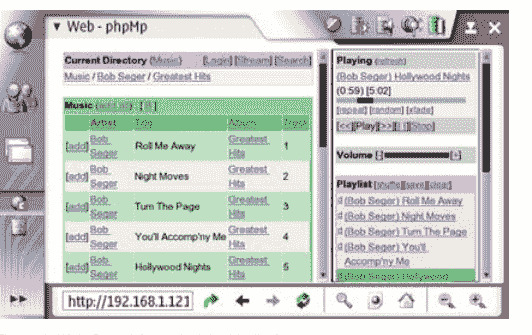 Web - phpMp
Current Directory (Music) [Login] [Stream] [Search]
Music / Bob Seger / Greatest Hits
Music (add all)
Artist Title Album Track
[add] Bob Seger Roll Me Away Greatest Hits 1
[add] Bob Seger Night Moves Greatest Hits 2
[add] Bob Seger Turn The Page Greatest Hits 3
[add] Bob Seger You'll Accomp'ny Me Greatest Hits 4
[add] Bob Seger Hollywood Nights Greatest Hits 5
Playing (refresh)
(Bob Seger) Hollywood Nights
(0:59) [5:02]
[repeat] [random] [xfade]
[<<][Play][>>][ || ][Stop]
Volume [-] [+]
Playlist [shuffle][save][clear]
d (Bob Seger) Roll Me Away
d (Bob Seger) Night Moves
d (Bob Seger) Turn The Page
d (Bob Seger) You'll
Accomp'ny Me
d (Bob Seger) Hollywood
http://192.168.1.121